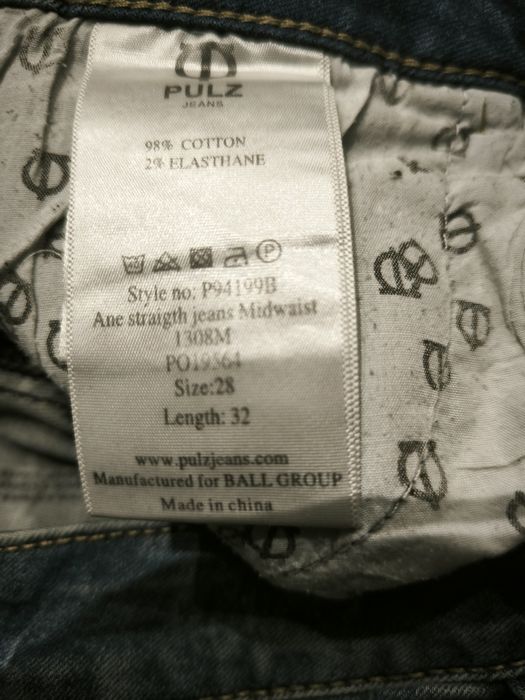 PULZ
JEANS
98% COTTON
2% ELASTHANE
P
Style no: P94199B
Ane straigth jeans Midwaist
1308M
PO19564
Size:28
Length: 32
www.pulzjeans.com
Manufactured for BALL GROUP
Made in china